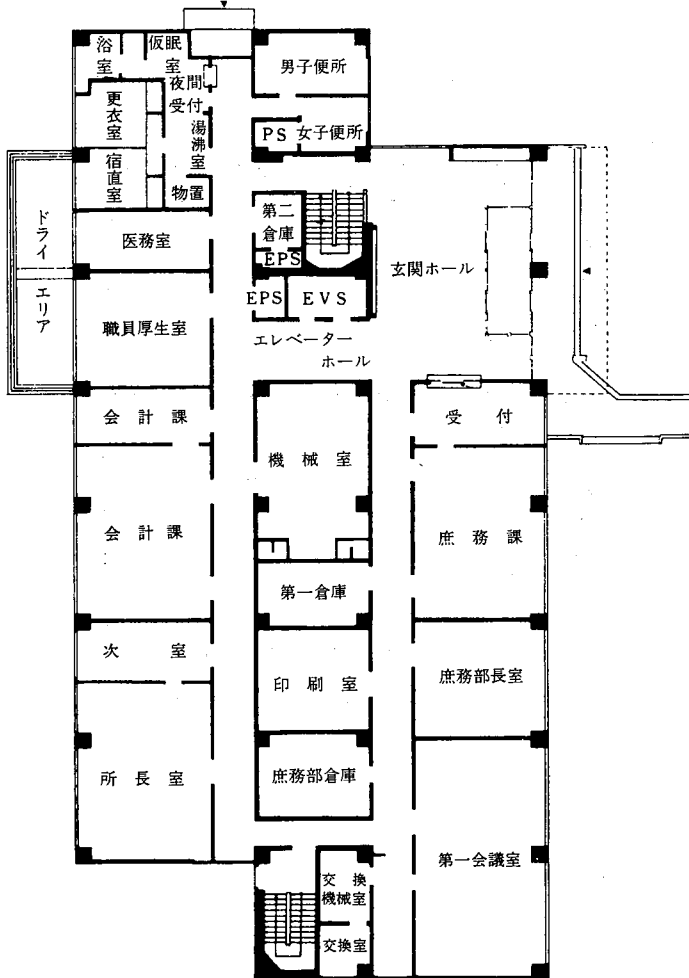 浴室
仮眠室
男子便所
夜間受付
更衣室
湯沸室
PS
女子便所
宿直室
物置
第二倉庫
ドライエリア
医務室
EPS
玄関ホール
EPS
EVS
職員厚生室
エレベーター
ホール
会計課
受付
機械室
会計課
庶務課
第一倉庫
次室
印刷室
庶務部長室
所長室
庶務部倉庫
第一会議室
交換
機械室
交換室